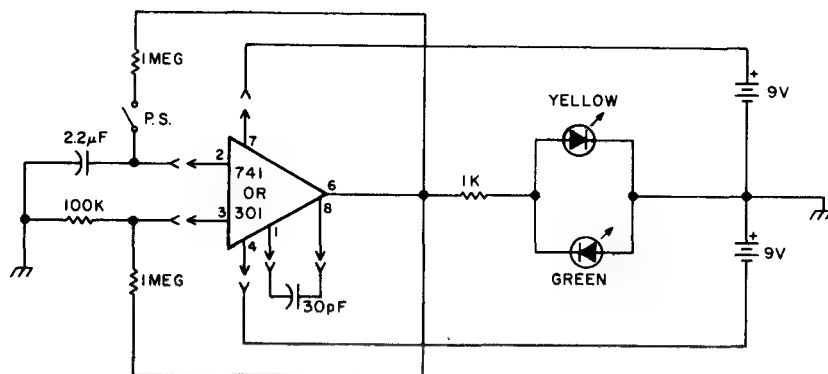 1MEG
P.S.
2.2µF
100K
1MEG
7
2
741
OR
301
3
4
1
6
8
30pF
1K
YELLOW
GREEN
+
9V
+
9V